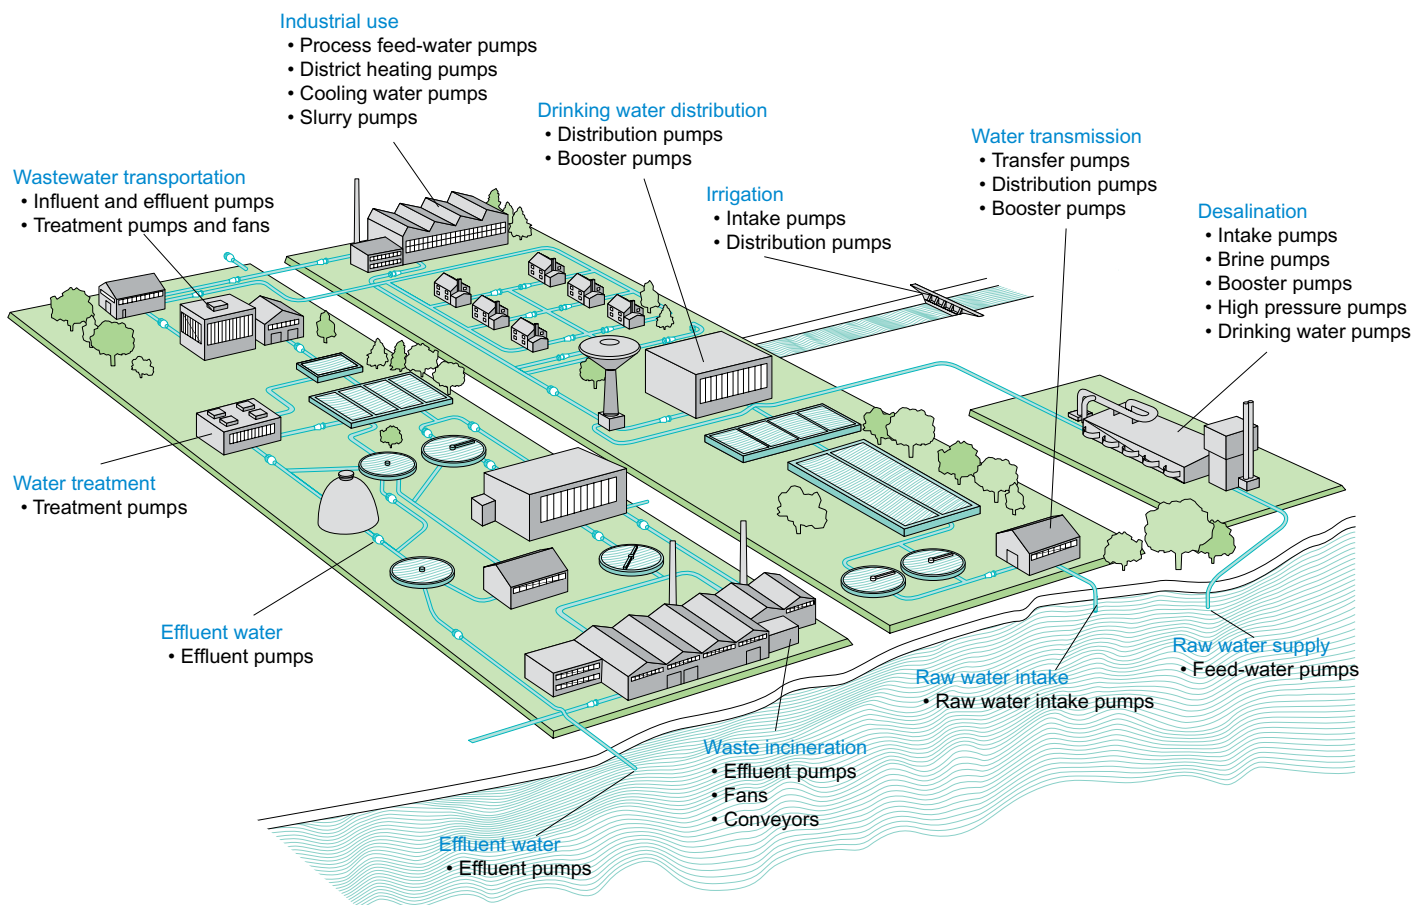 Industrial use
• Process feed-water pumps
• District heating pumps
• Cooling water pumps
• Slurry pumps
Drinking water distribution
• Distribution pumps
• Booster pumps
Water transmission
• Transfer pumps
• Distribution pumps
• Booster pumps
Wastewater transportation
• Influent and effluent pumps
• Treatment pumps and fans
Irrigation
• Intake pumps
• Distribution pumps
Desalination
• Intake pumps
• Brine pumps
• Booster pumps
• High pressure pumps
• Drinking water pumps
Water treatment
• Treatment pumps
Effluent water
• Effluent pumps
Raw water supply
• Feed-water pumps
Raw water intake
• Raw water intake pumps
Waste incineration
• Effluent pumps
• Fans
• Conveyors
Effluent water
• Effluent pumps